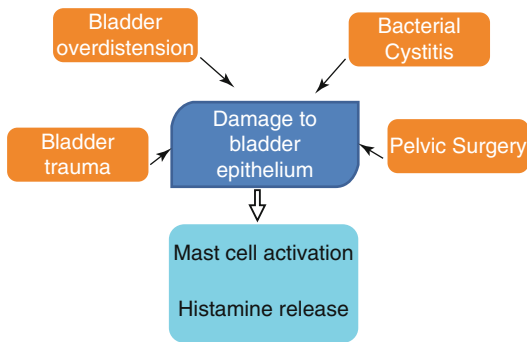 Bladder
overdistension
Bacterial
Cystitis
Bladder
trauma
Damage to
bladder
epithelium
Pelvic Surgery
Mast cell activation
Histamine release